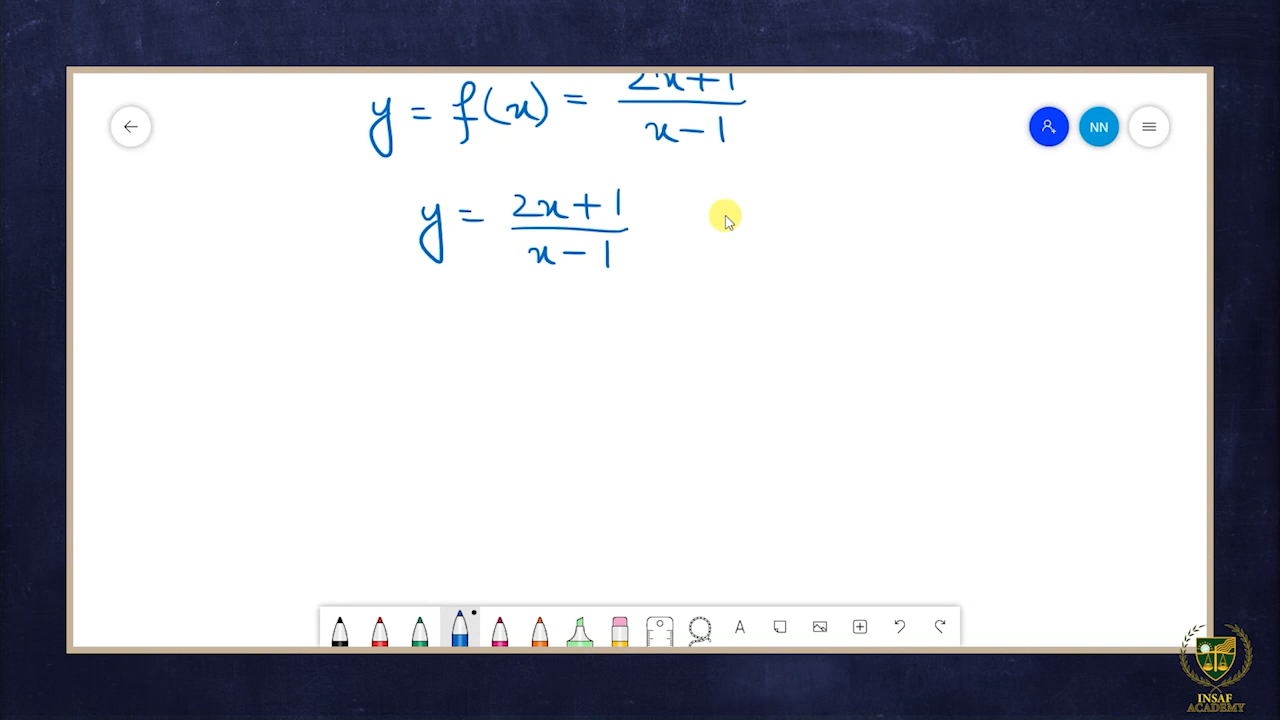 y = f(x) = 2x+1 / x-1
y = 2x+1 / x-1
NN
A
INSAF
ACADEMY